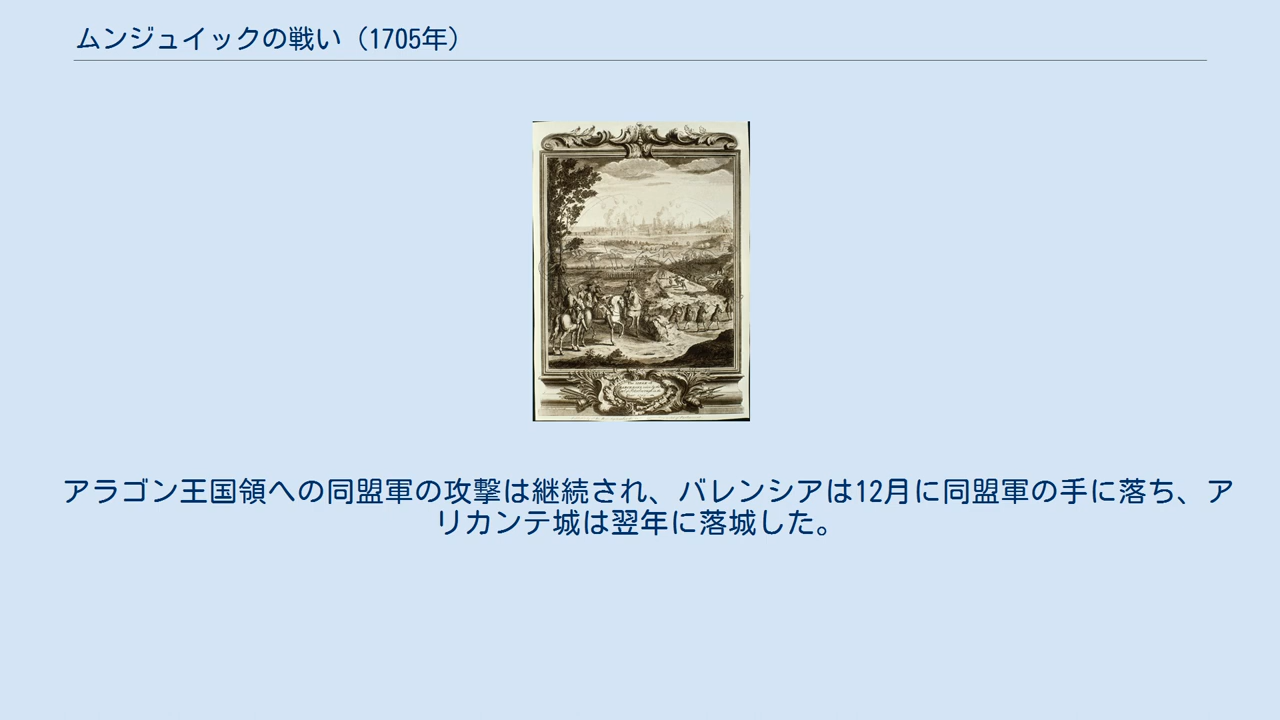 ムンジュイックの戦い（1705年）
アラゴン王国領への同盟軍の攻撃は継続され、バレンシアは12月に同盟軍の手に落ち、ア
リカンテ城は翌年に落城した。